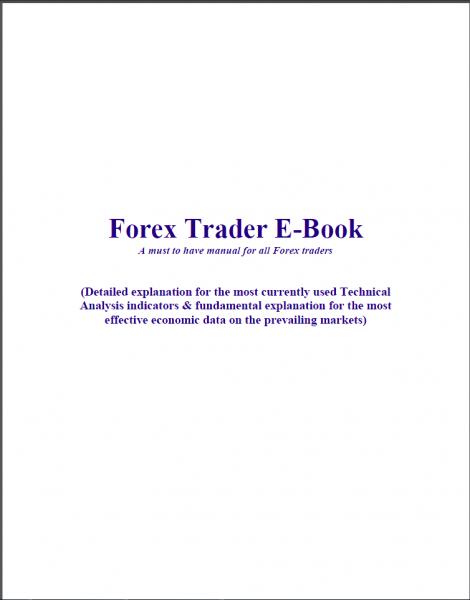 Forex Trader E-Book
A must to have manual for all Forex traders
(Detailed explanation for the most currently used Technical
Analysis indicators & fundamental explanation for the most
effective economic data on the prevailing markets)